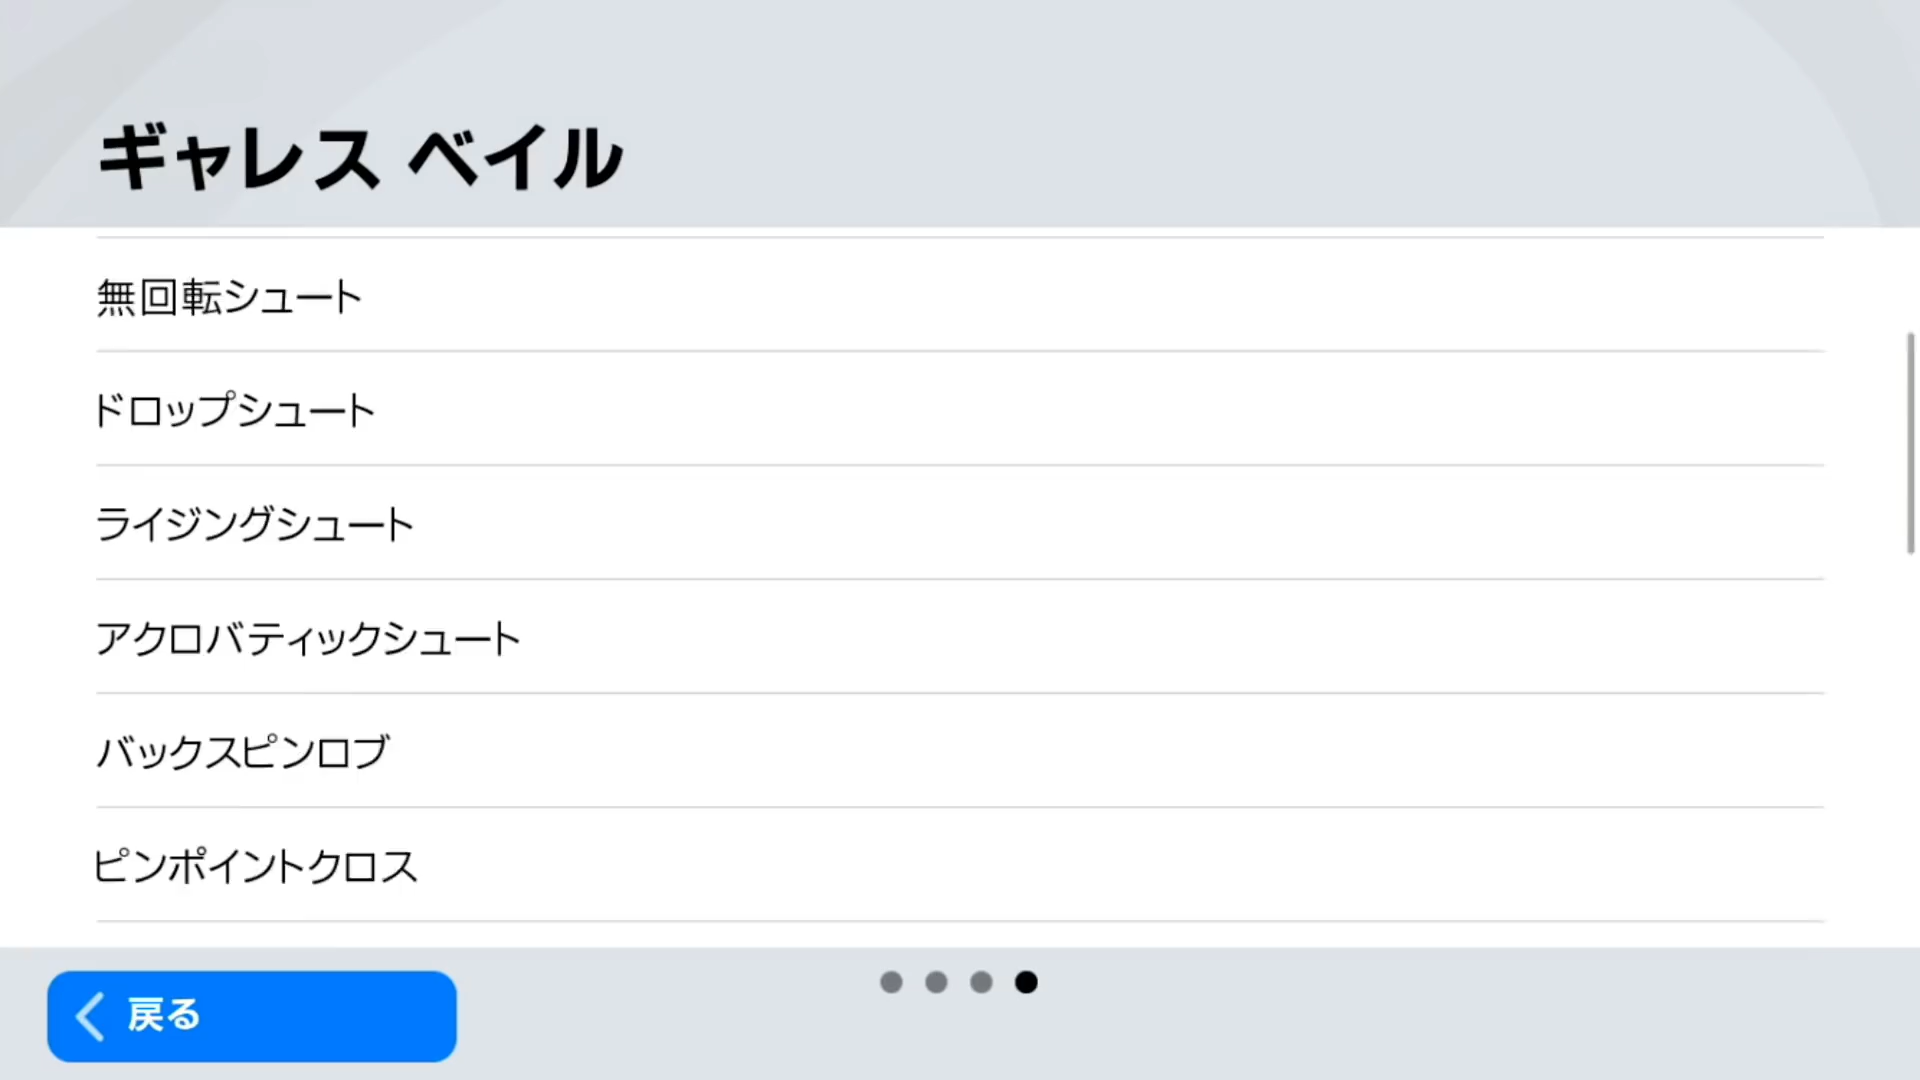 ギャレス ベイル
無回転シュート
ドロップシュート
ライジングシュート
アクロバティックシュート
バックスピンロブ
ピンポイントクロス
戻る